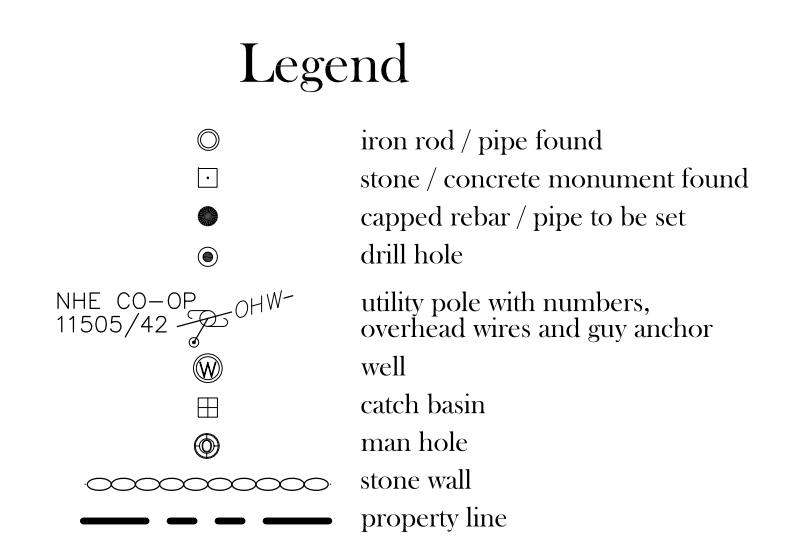 Legend
iron rod / pipe found
stone / concrete monument found
capped rebar / pipe to be set
drill hole
NHE CO-OP
11505/42
OHW-
utility pole with numbers,
overhead wires and guy anchor
W
well
catch basin
man hole
stone wall
property line